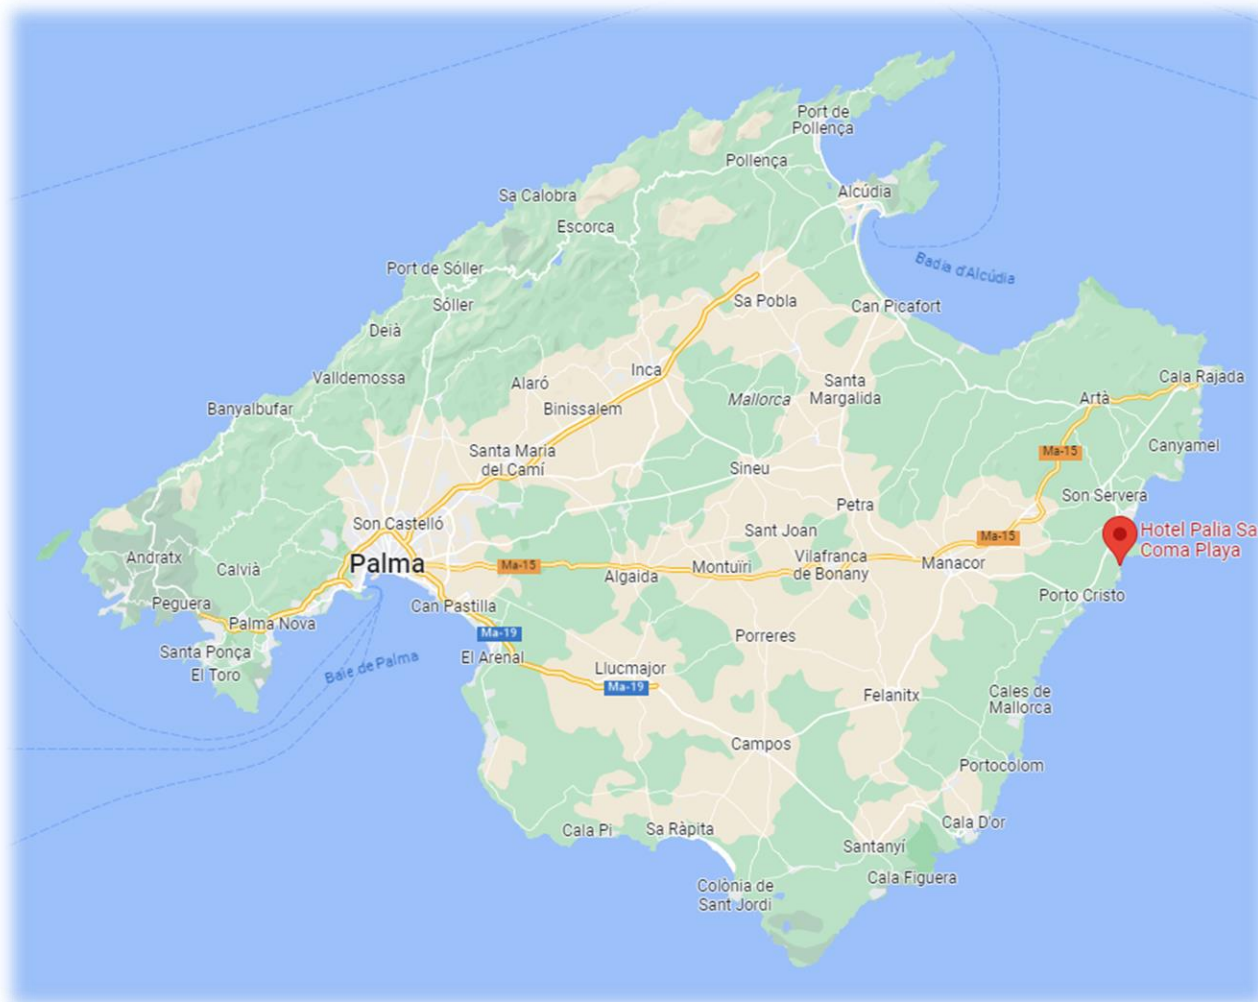 Port de
Pollença
Pollença
Alcúdia
Sa Calobra
Escorca
Badia d'Alcúdia
Port de Sóller
Sóller
Sa Pobla
Can Picafort
Deià
Valldemossa
Alaró
Inca
Mallorca
Santa
Margalida
Cala Rajada
Artà
Banyalbufar
Binissalem
Canyamel
Santa Maria
del Camí
Ma-15
Sineu
Son Servera
Petra
Son Castelló
Sant Joan
Ma-15
Hotel Palia Sa
Coma Playa
Andratx
Calvià
Palma
Ma-15
Algaida
Montuïri
Vilafranca
de Bonany
Manacor
Peguera
Palma Nova
Can Pastilla
Porto Cristo
Ma-19
Porreres
Santa Ponça
El Toro
Baie de Palma
El Arenal
Llucmajor
Ma-19
Felanitx
Cales de
Mallorca
Campos
Portocolom
Cala Pi
Sa Ràpita
Cala D'or
Santanyí
Cala Figuera
Colònia de
Sant Jordi